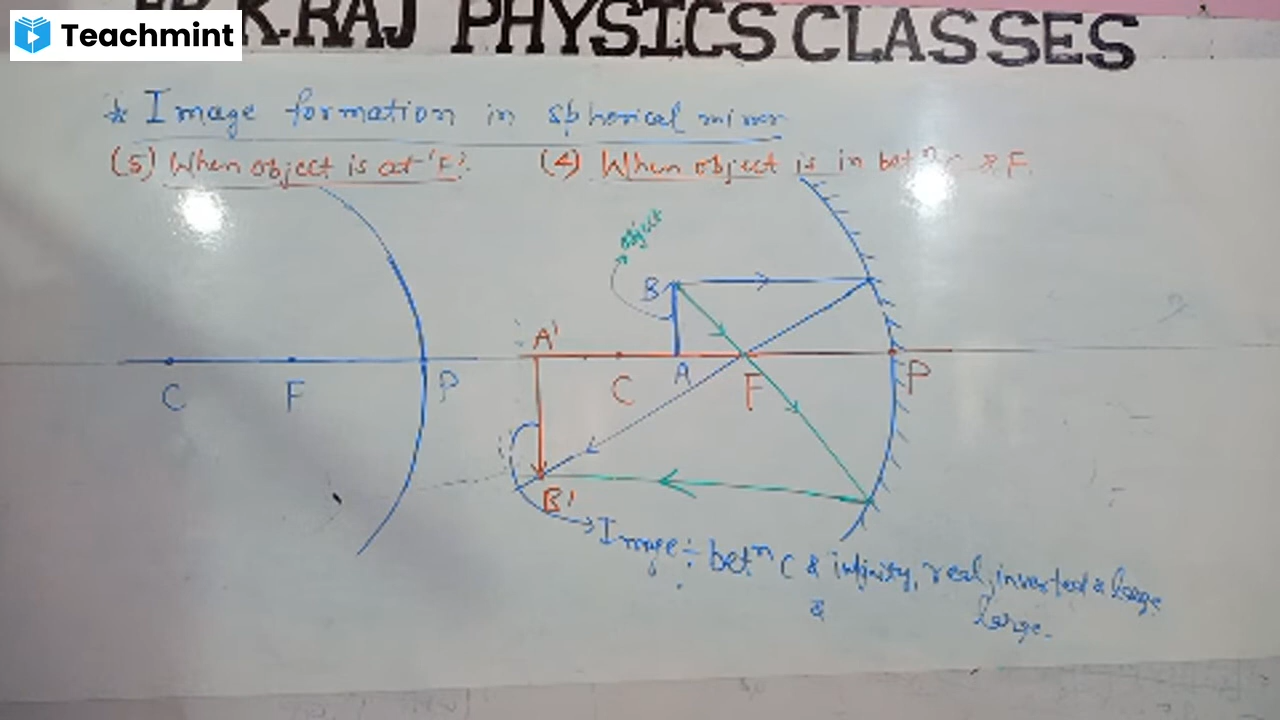 Teachmint
K.RAJ PHYSICS CLASSES
* Image formation in spherical mirror
(5) When object is at 'F'.
(4) When object is in betn C & F.
object
B
A'
C
A
F
P
C
F
P
B'
Image :- betn C & infinity, real, inverted & large
& large.